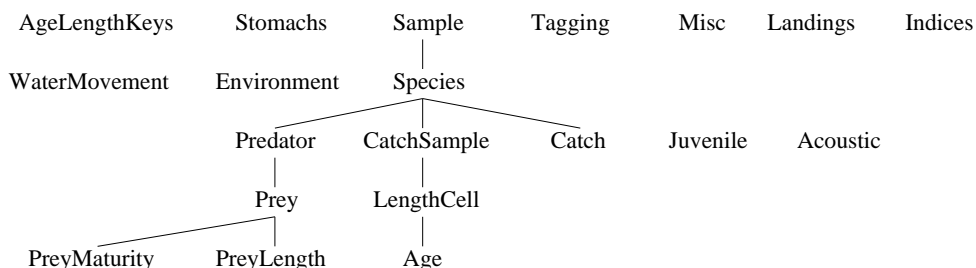 AgeLengthKeys Stomachs Sample Tagging Misc Landings Indices
WaterMovement Environment Species
Predator CatchSample Catch Juvenile Acoustic
Prey LengthCell
PreyMaturity PreyLength Age